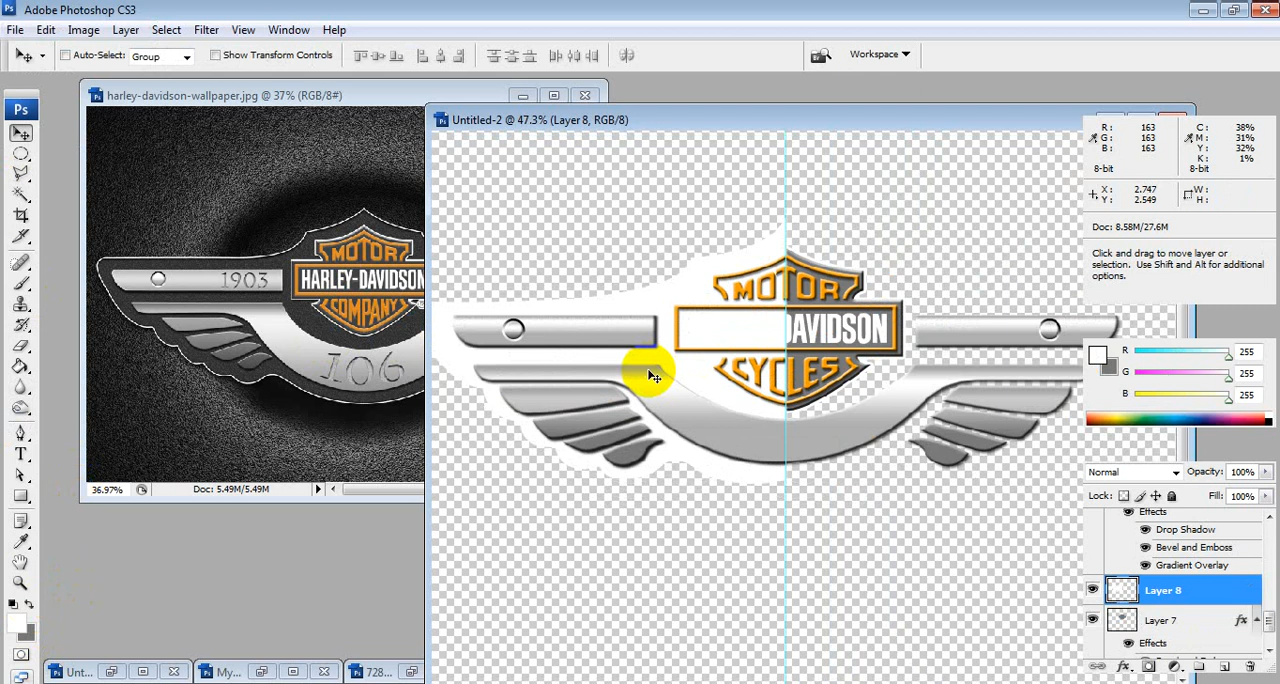 Adobe Photoshop CS3
File Edit Image Layer Select Filter View Window Help
Auto-Select: Group Show Transform Controls Workspace
harley-davidson-wallpaper.jpg @ 37% (RGB/8#)
Untitled-2 @ 47.3% (Layer 8, RGB/8)
Ps
R: 163 C: 38%
G: 163 M: 31%
B: 163 Y: 32%
K: 1%
8-bit 8-bit
X: 2.747 W:
Y: 2.549 H:
Doc: 8.58M/27.6M
Click and drag to move layer or
selection. Use Shift and Alt for additional
options.
MOTOR
1903 HARLEY-DAVIDSON
COMPANY
106
MOTOR
DAVIDSON
CYCLES
R 255
G 255
B 255
Normal Opacity: 100%
Lock: Fill: 100%
Effects
Drop Shadow
Bevel and Emboss
Gradient Overlay
Layer 8
Layer 7 fx
Effects
36.97% Doc: 5.49M/5.49M
Unt... My... 728...